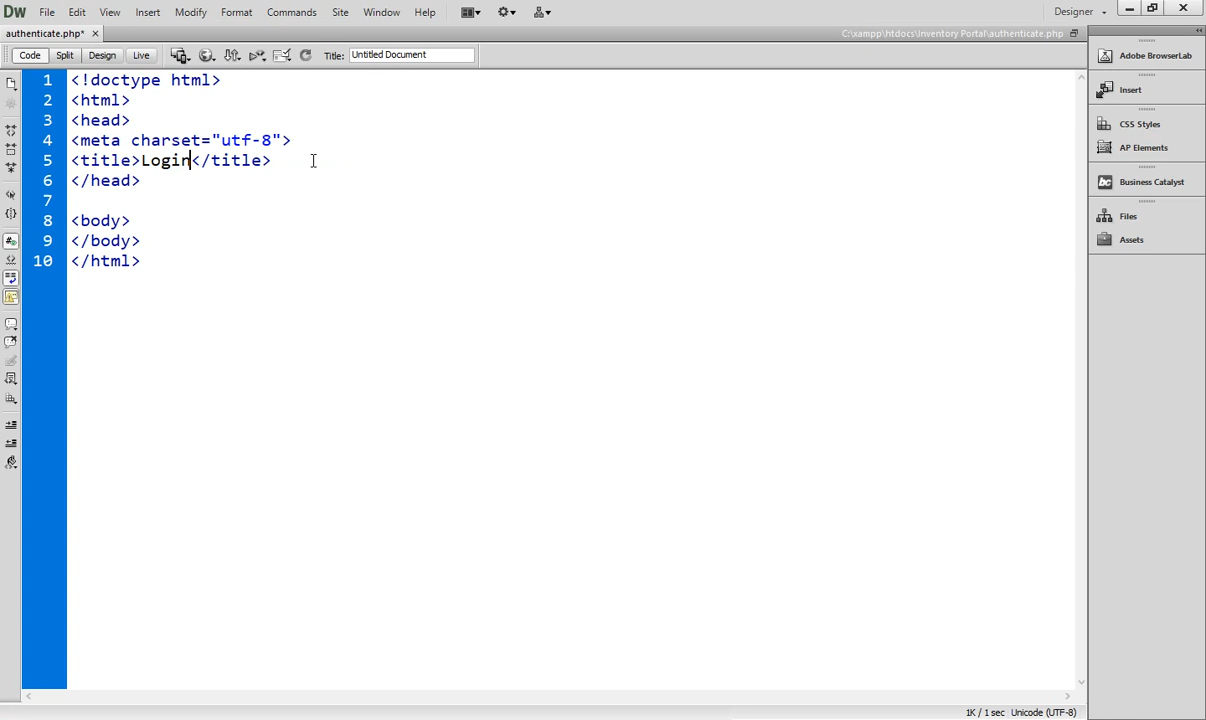 DW File Edit View Insert Modify Format Commands Site Window Help Designer
authenticate.php* C:\xampp\htdocs\Inventory Portal\authenticate.php
Code Split Design Live Title: Untitled Document
1 <!doctype html>
2 <html>
3 <head>
4 <meta charset="utf-8">
5 <title>Login</title>
6 </head>
7
8 <body>
9 </body>
10 </html>
Adobe BrowserLab
Insert
CSS Styles
AP Elements
Business Catalyst
Files
Assets
1K / 1 sec Unicode (UTF-8)